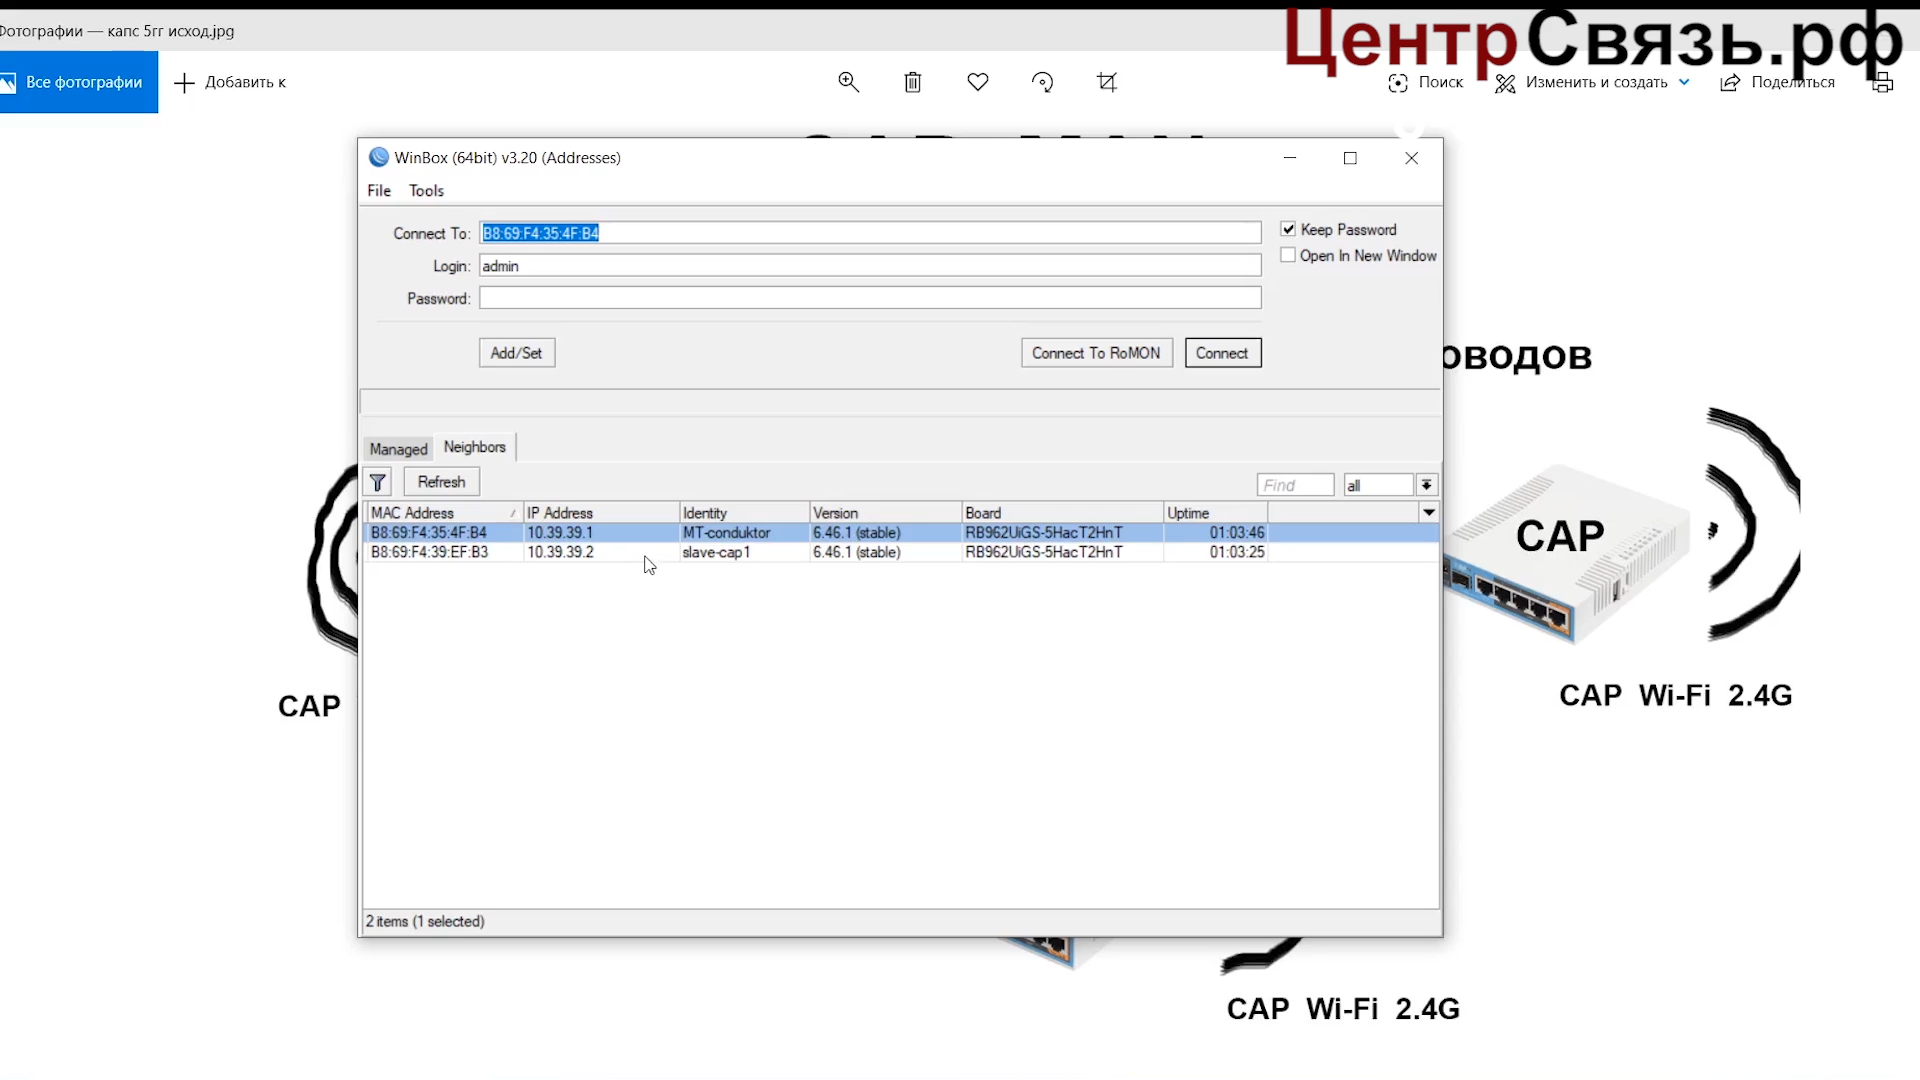 Фотографии — капс 5гг исход.jpg
ЦентрСвязь.рф
Все фотографии
Добавить к
Поиск
Изменить и создать
Поделиться
WinBox (64bit) v3.20 (Addresses)
File Tools
Connect To: B8:69:F4:35:4F:B4
Keep Password
Login: admin
Open In New Window
Password:
Add/Set
Connect To RoMON
Connect
оводов
Managed
Neighbors
Refresh
Find
all
MAC Address IP Address Identity Version Board Uptime
B8:69:F4:35:4F:B4 10.39.39.1 MT-conduktor 6.46.1 (stable) RB962UiGS-5HacT2HnT 01:03:46
B8:69:F4:39:EF:B3 10.39.39.2 slave-cap1 6.46.1 (stable) RB962UiGS-5HacT2HnT 01:03:25
CAP
CAP
CAP Wi-Fi 2.4G
2 items (1 selected)
CAP Wi-Fi 2.4G